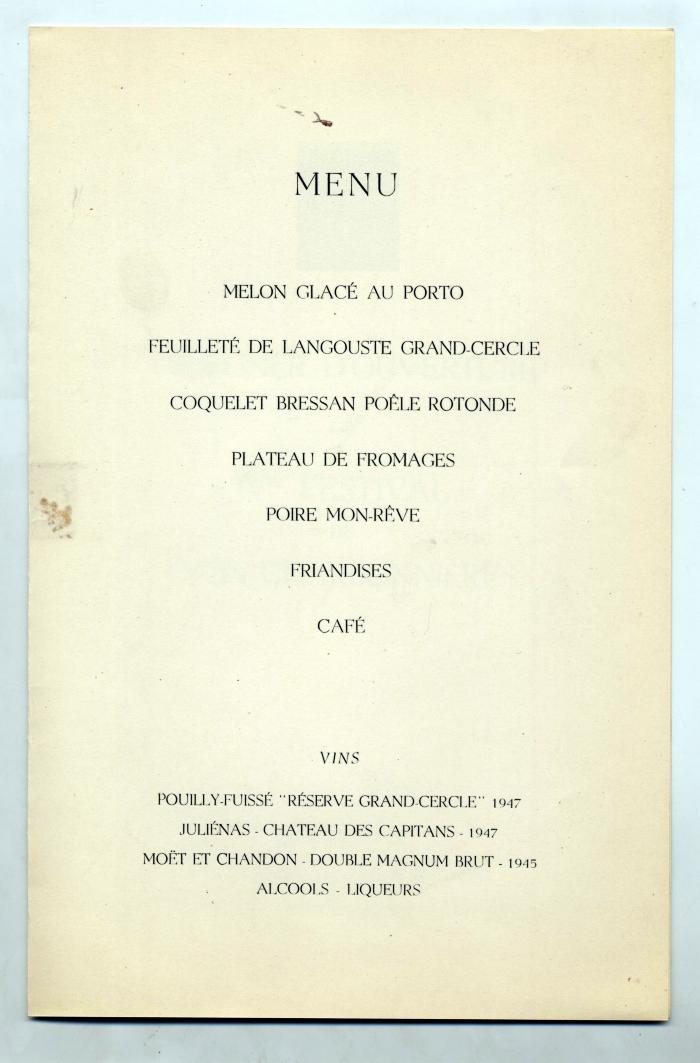 MENU
MELON GLACÉ AU PORTO
FEUILLETÉ DE LANGOUSTE GRAND-CERCLE
COQUELET BRESSAN POÊLE ROTONDE
PLATEAU DE FROMAGES
POIRE MON-RÊVE
FRIANDISES
CAFÉ
VINS
POUILLY-FUISSÉ "RÉSERVE GRAND-CERCLE" 1947
JULIÉNAS - CHATEAU DES CAPITANS - 1947
MOËT ET CHANDON - DOUBLE MAGNUM BRUT - 1945
ALCOOLS - LIQUEURS